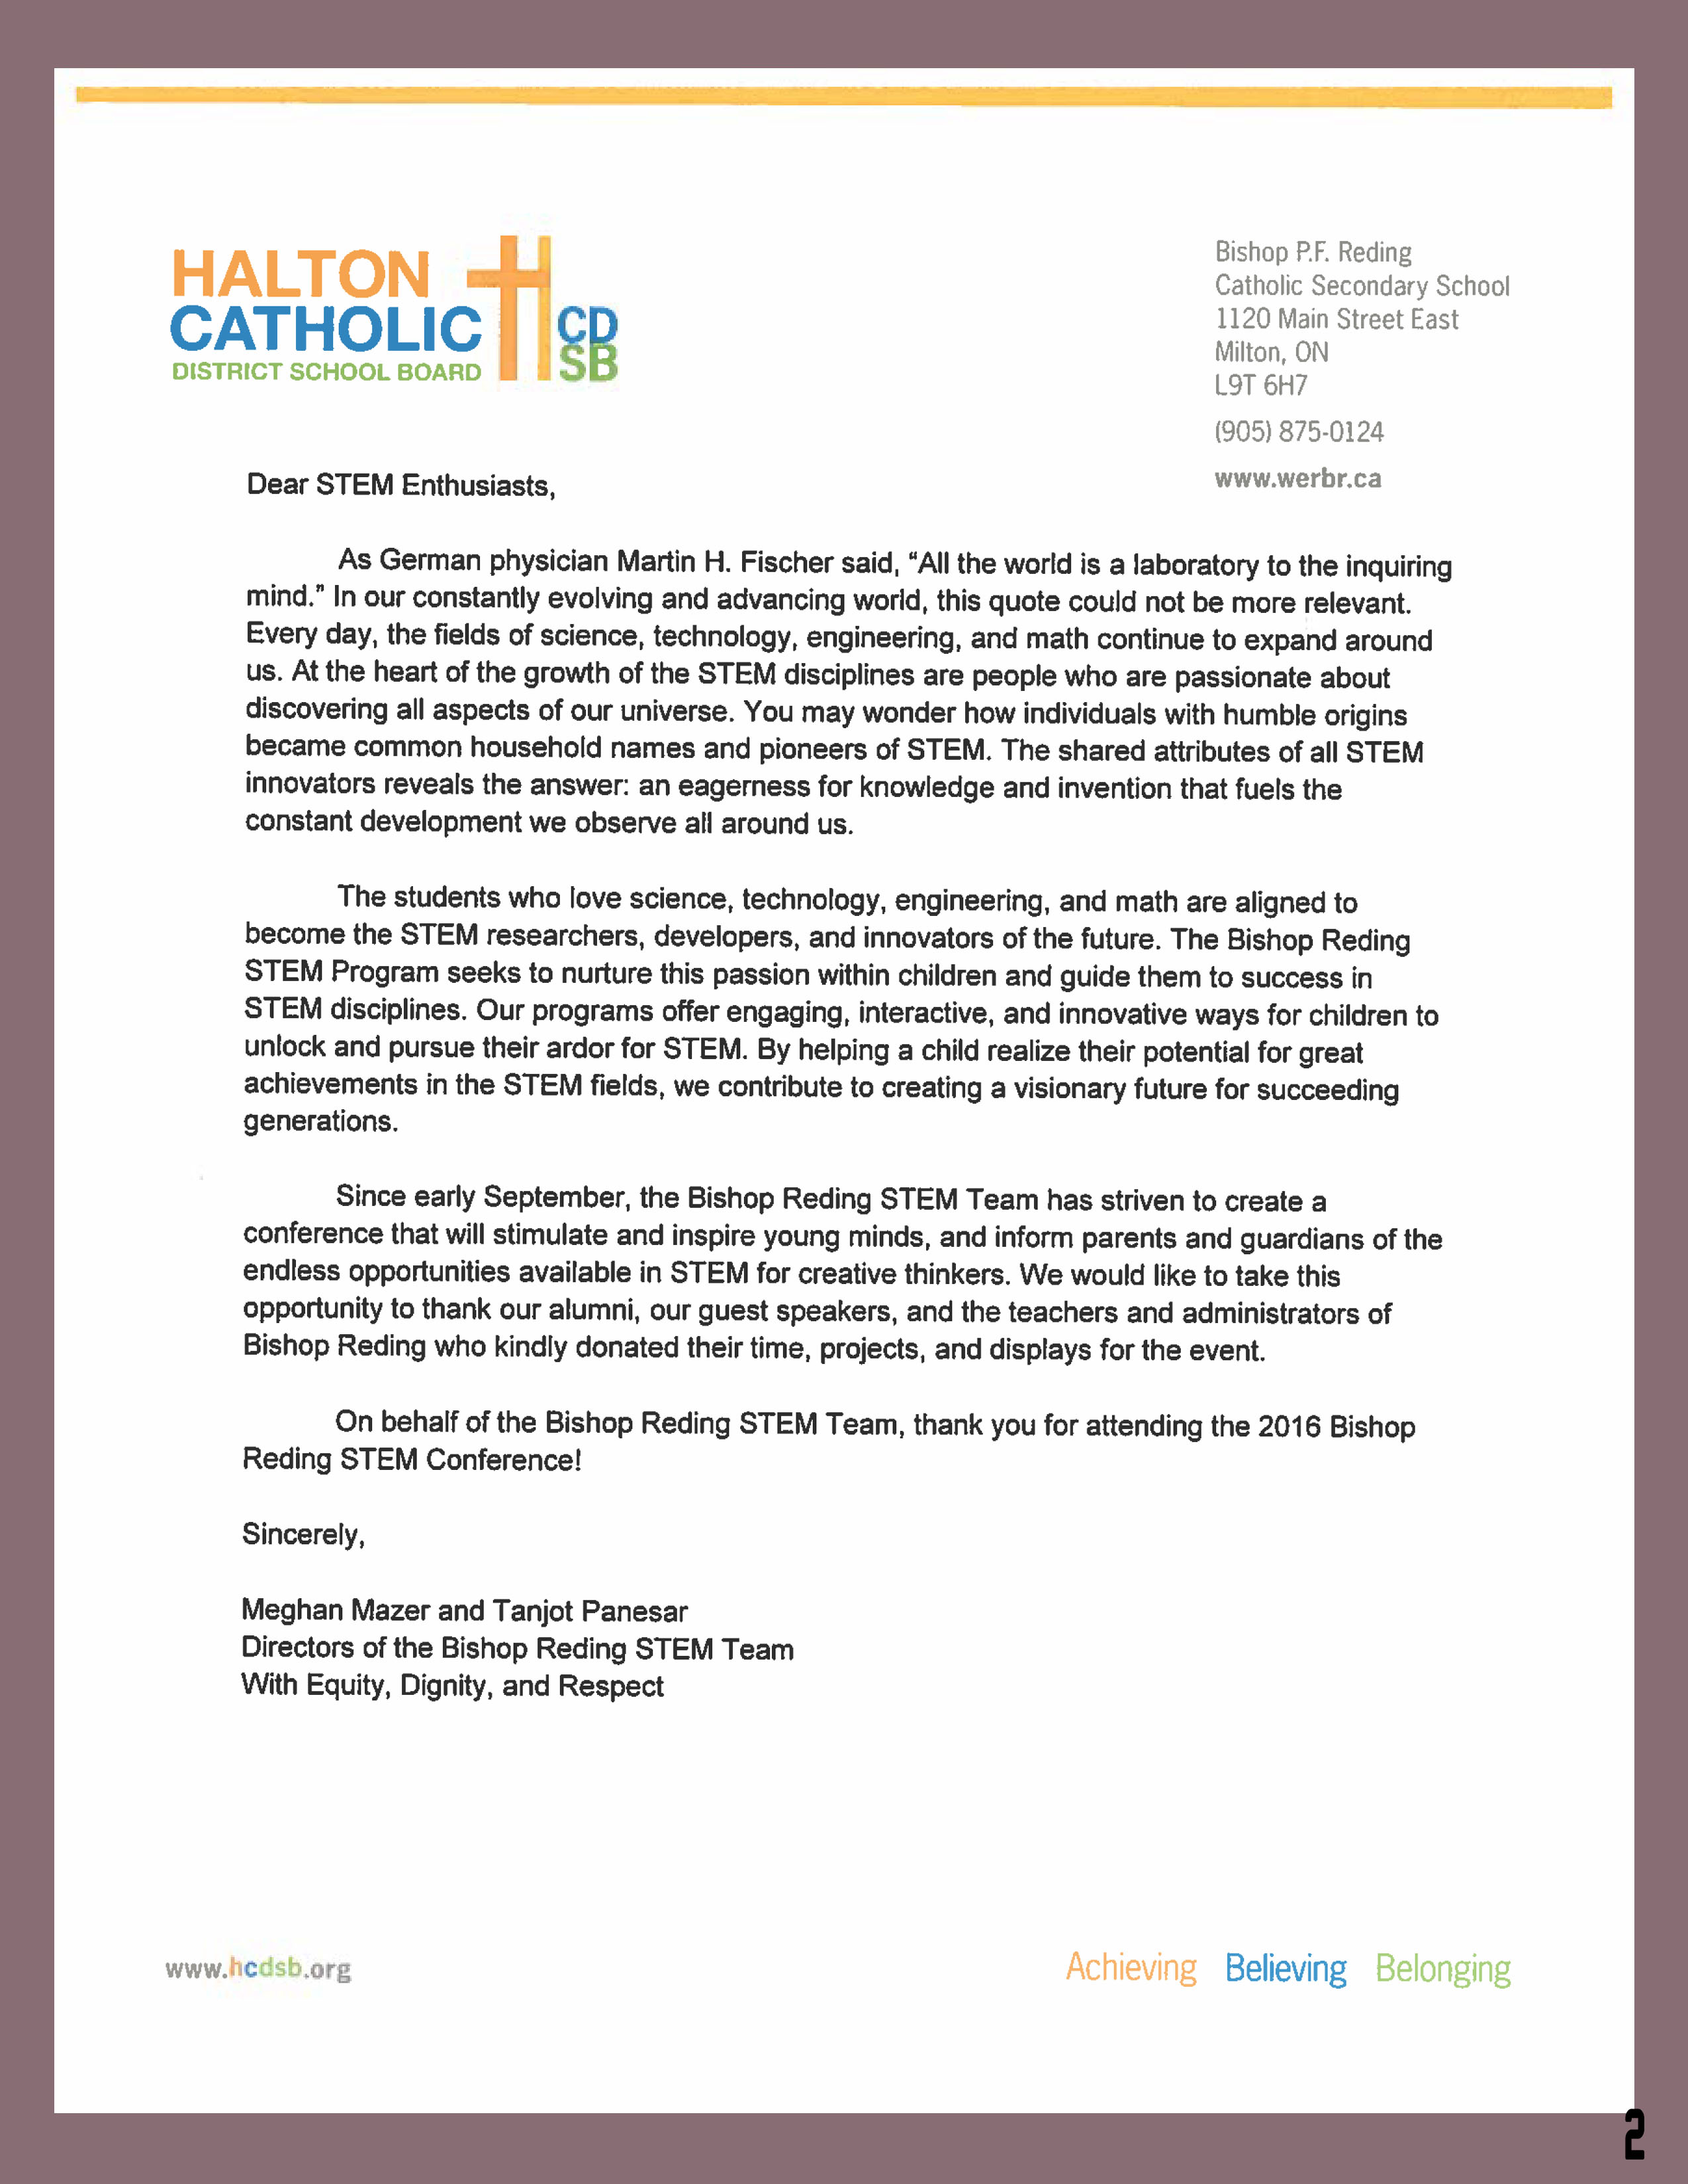 HALTON
CATHOLIC
DISTRICT SCHOOL BOARD
CD
SB
Bishop P.F. Reding
Catholic Secondary School
1120 Main Street East
Milton, ON
L9T 6H7
(905) 875-0124
www.werbr.ca
Dear STEM Enthusiasts,
As German physician Martin H. Fischer said, “All the world is a laboratory to the inquiring
mind.” In our constantly evolving and advancing world, this quote could not be more relevant.
Every day, the fields of science, technology, engineering, and math continue to expand around
us. At the heart of the growth of the STEM disciplines are people who are passionate about
discovering all aspects of our universe. You may wonder how individuals with humble origins
became common household names and pioneers of STEM. The shared attributes of all STEM
innovators reveals the answer: an eagerness for knowledge and invention that fuels the
constant development we observe all around us.
The students who love science, technology, engineering, and math are aligned to
become the STEM researchers, developers, and innovators of the future. The Bishop Reding
STEM Program seeks to nurture this passion within children and guide them to success in
STEM disciplines. Our programs offer engaging, interactive, and innovative ways for children to
unlock and pursue their ardor for STEM. By helping a child realize their potential for great
achievements in the STEM fields, we contribute to creating a visionary future for succeeding
generations.
Since early September, the Bishop Reding STEM Team has striven to create a
conference that will stimulate and inspire young minds, and inform parents and guardians of the
endless opportunities available in STEM for creative thinkers. We would like to take this
opportunity to thank our alumni, our guest speakers, and the teachers and administrators of
Bishop Reding who kindly donated their time, projects, and displays for the event.
On behalf of the Bishop Reding STEM Team, thank you for attending the 2016 Bishop
Reding STEM Conference!
Sincerely,
Meghan Mazer and Tanjot Panesar
Directors of the Bishop Reding STEM Team
With Equity, Dignity, and Respect
www.hcdsb.org
Achieving Believing Belonging
2